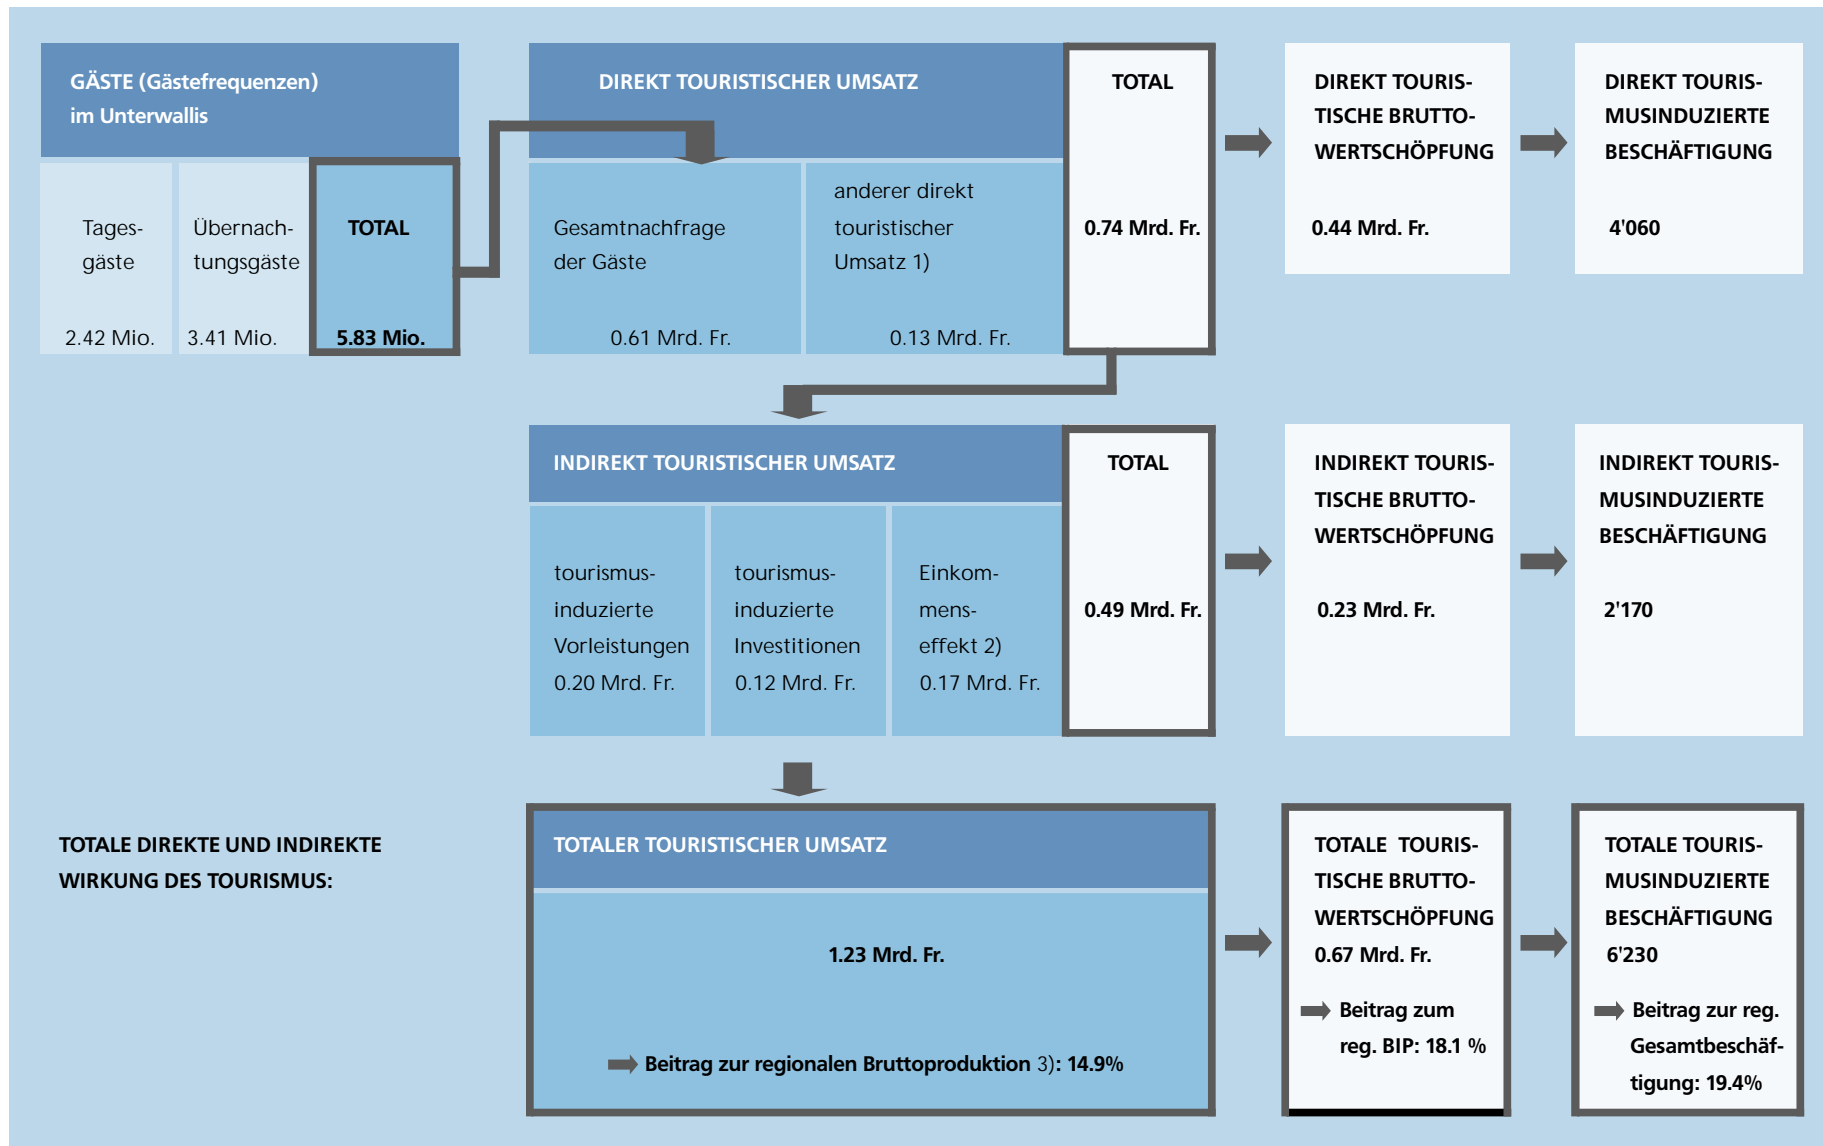 GÄSTE (Gästefrequenzen)
im Unterwallis
Tages-
gäste
2.42 Mio.
Übernach-
tungsgäste
3.41 Mio.
TOTAL
5.83 Mio.
DIREKT TOURISTISCHER UMSATZ
Gesamtnachfrage
der Gäste
0.61 Mrd. Fr.
anderer direkt
touristischer
Umsatz 1)
0.13 Mrd. Fr.
TOTAL
0.74 Mrd. Fr.
DIREKT TOURIS-
TISCHE BRUTTO-
WERTSCHÖPFUNG
0.44 Mrd. Fr.
DIREKT TOURIS-
MUSINDUZIERTE
BESCHÄFTIGUNG
4'060
INDIREKT TOURISTISCHER UMSATZ
tourismus-
induzierte
Vorleistungen
0.20 Mrd. Fr.
tourismus-
induzierte
Investitionen
0.12 Mrd. Fr.
Einkom-
mens-
effekt 2)
0.17 Mrd. Fr.
TOTAL
0.49 Mrd. Fr.
INDIREKT TOURIS-
TISCHE BRUTTO-
WERTSCHÖPFUNG
0.23 Mrd. Fr.
INDIREKT TOURIS-
MUSINDUZIERTE
BESCHÄFTIGUNG
2'170
TOTALE DIREKTE UND INDIREKTE
WIRKUNG DES TOURISMUS:
TOTALER TOURISTISCHER UMSATZ
1.23 Mrd. Fr.
Beitrag zur regionalen Bruttoproduktion 3): 14.9%
TOTALE TOURIS-
TISCHE BRUTTO-
WERTSCHÖPFUNG
0.67 Mrd. Fr.
Beitrag zum
reg. BIP: 18.1 %
TOTALE TOURIS-
MUSINDUZIERTE
BESCHÄFTIGUNG
6'230
Beitrag zur reg.
Gesamtbeschäf-
tigung: 19.4%